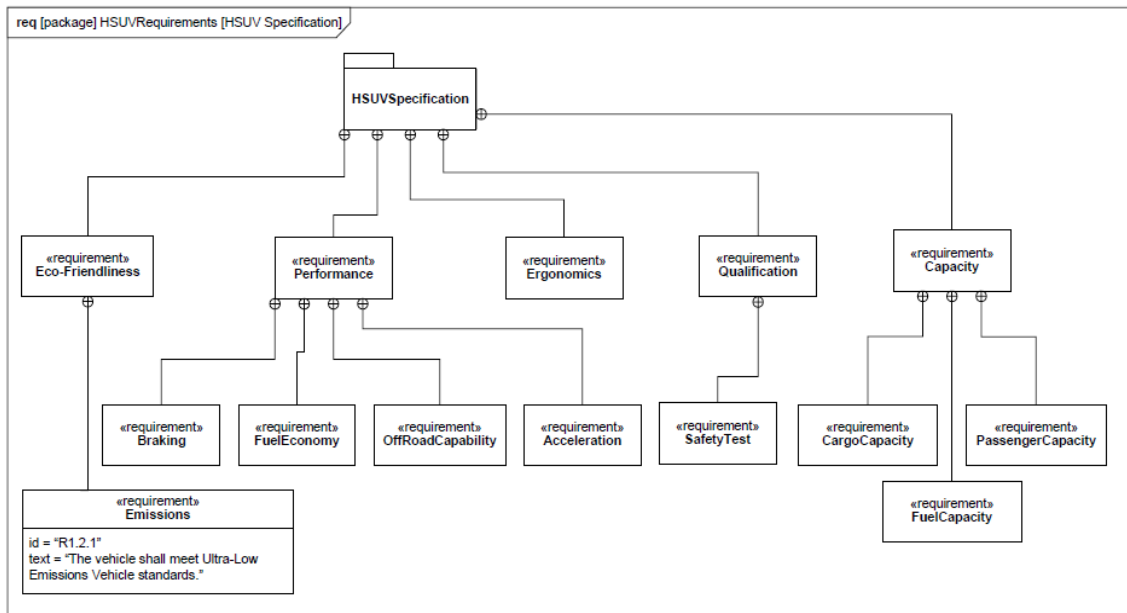 req [package] HSUVRequirements [HSUV Specification]
HSUVSpecification
«requirement»
Eco-Friendliness
«requirement»
Performance
«requirement»
Ergonomics
«requirement»
Qualification
«requirement»
Capacity
«requirement»
Braking
«requirement»
FuelEconomy
«requirement»
OffRoadCapability
«requirement»
Acceleration
«requirement»
SafetyTest
«requirement»
CargoCapacity
«requirement»
PassengerCapacity
«requirement»
FuelCapacity
«requirement»
Emissions
id = “R1.2.1”
text = “The vehicle shall meet Ultra-Low
Emissions Vehicle standards.”